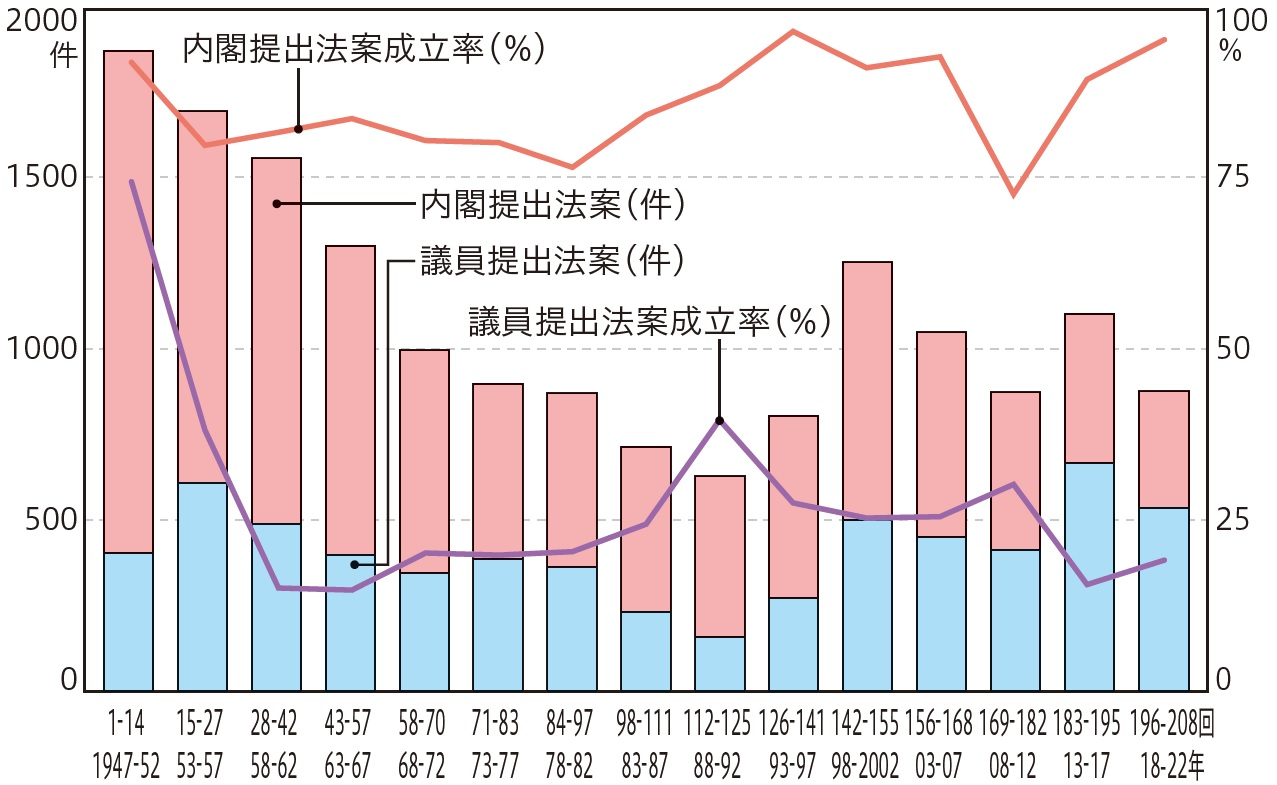 2000
件
100
%
内閣提出法案成立率(%)
1500
75
内閣提出法案(件)
議員提出法案(件)
議員提出法案成立率(%)
1000
50
500
25
0
0
1-14 15-27 28-42 43-57 58-70 71-83 84-97 98-111 112-125 126-141 142-155 156-168 169-182 183-195 196-208回
1947-52 53-57 58-62 63-67 68-72 73-77 78-82 83-87 88-92 93-97 98-2002 03-07 08-12 13-17 18-22年